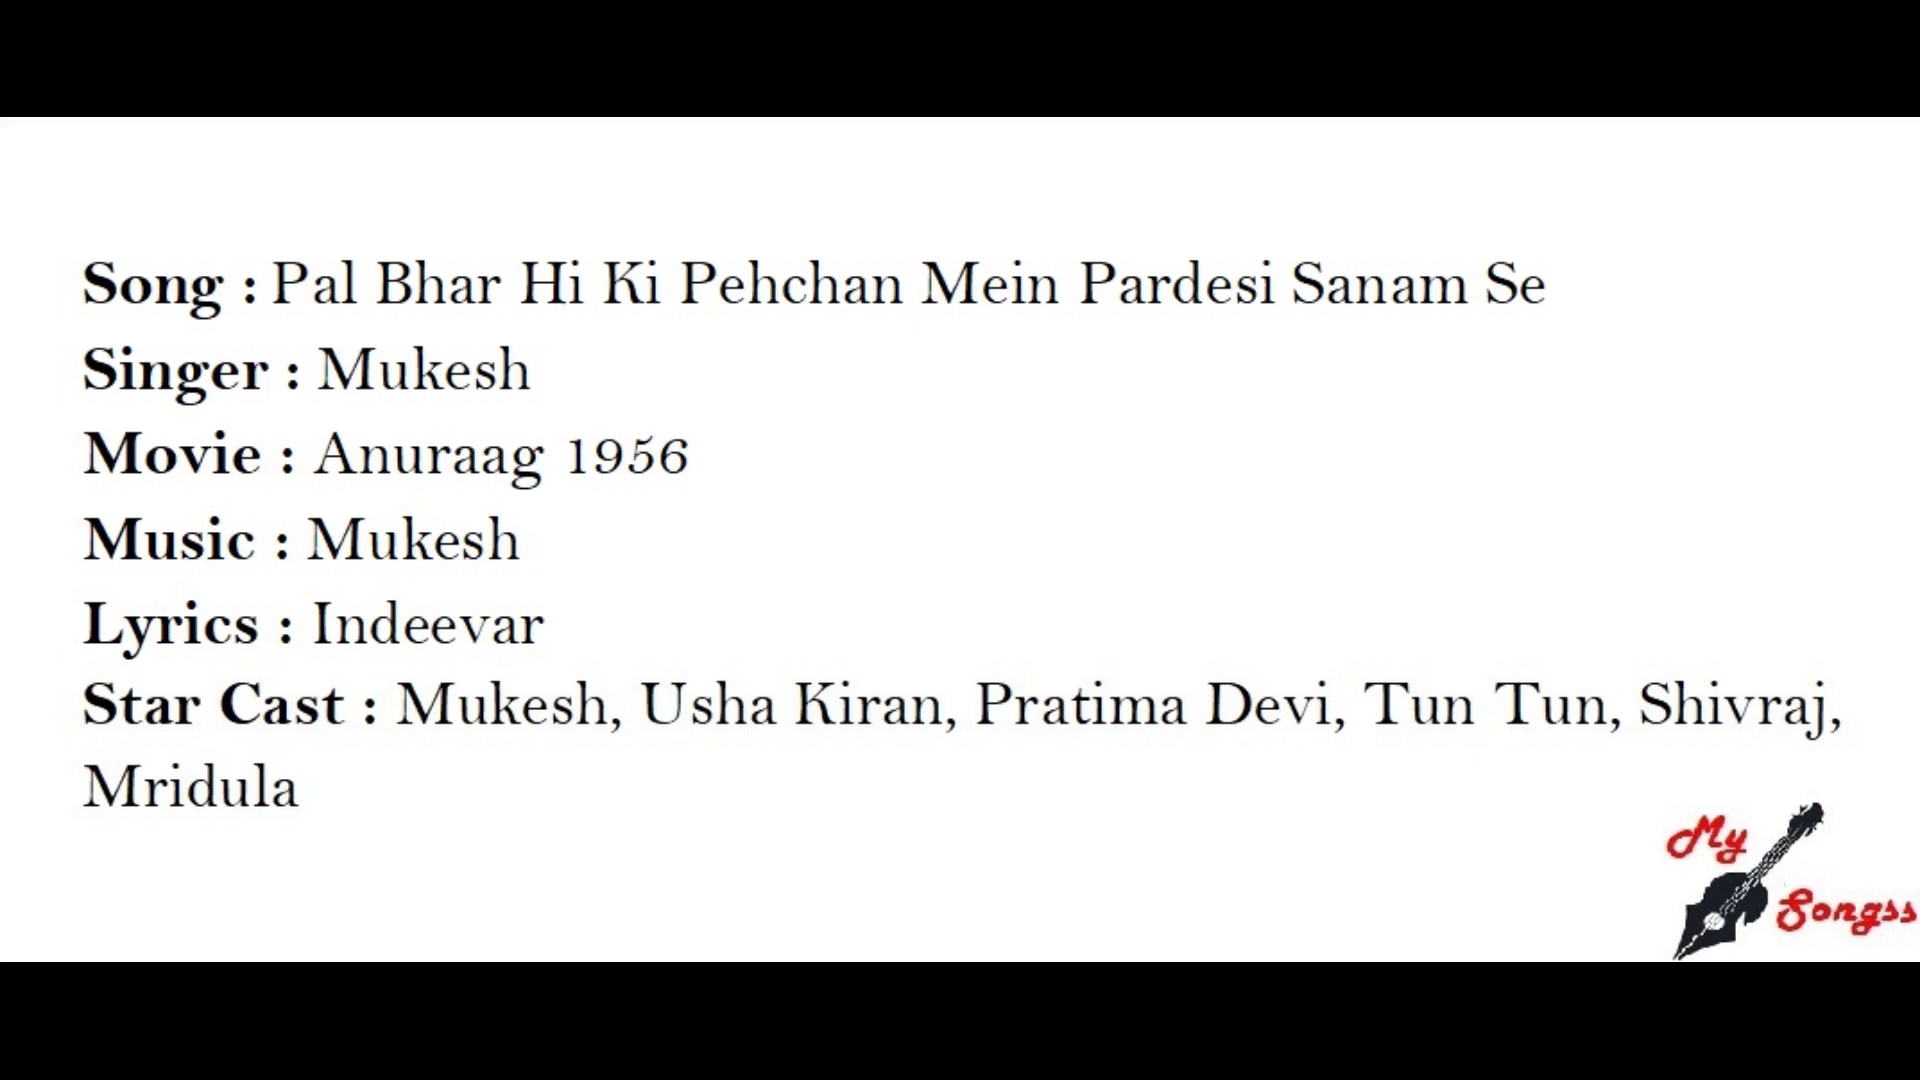 Song : Pal Bhar Hi Ki Pehchan Mein Pardesi Sanam Se
Singer : Mukesh
Movie : Anuraag 1956
Music : Mukesh
Lyrics : Indeevar
Star Cast : Mukesh, Usha Kiran, Pratima Devi, Tun Tun, Shivraj,
Mridula
My
Songss